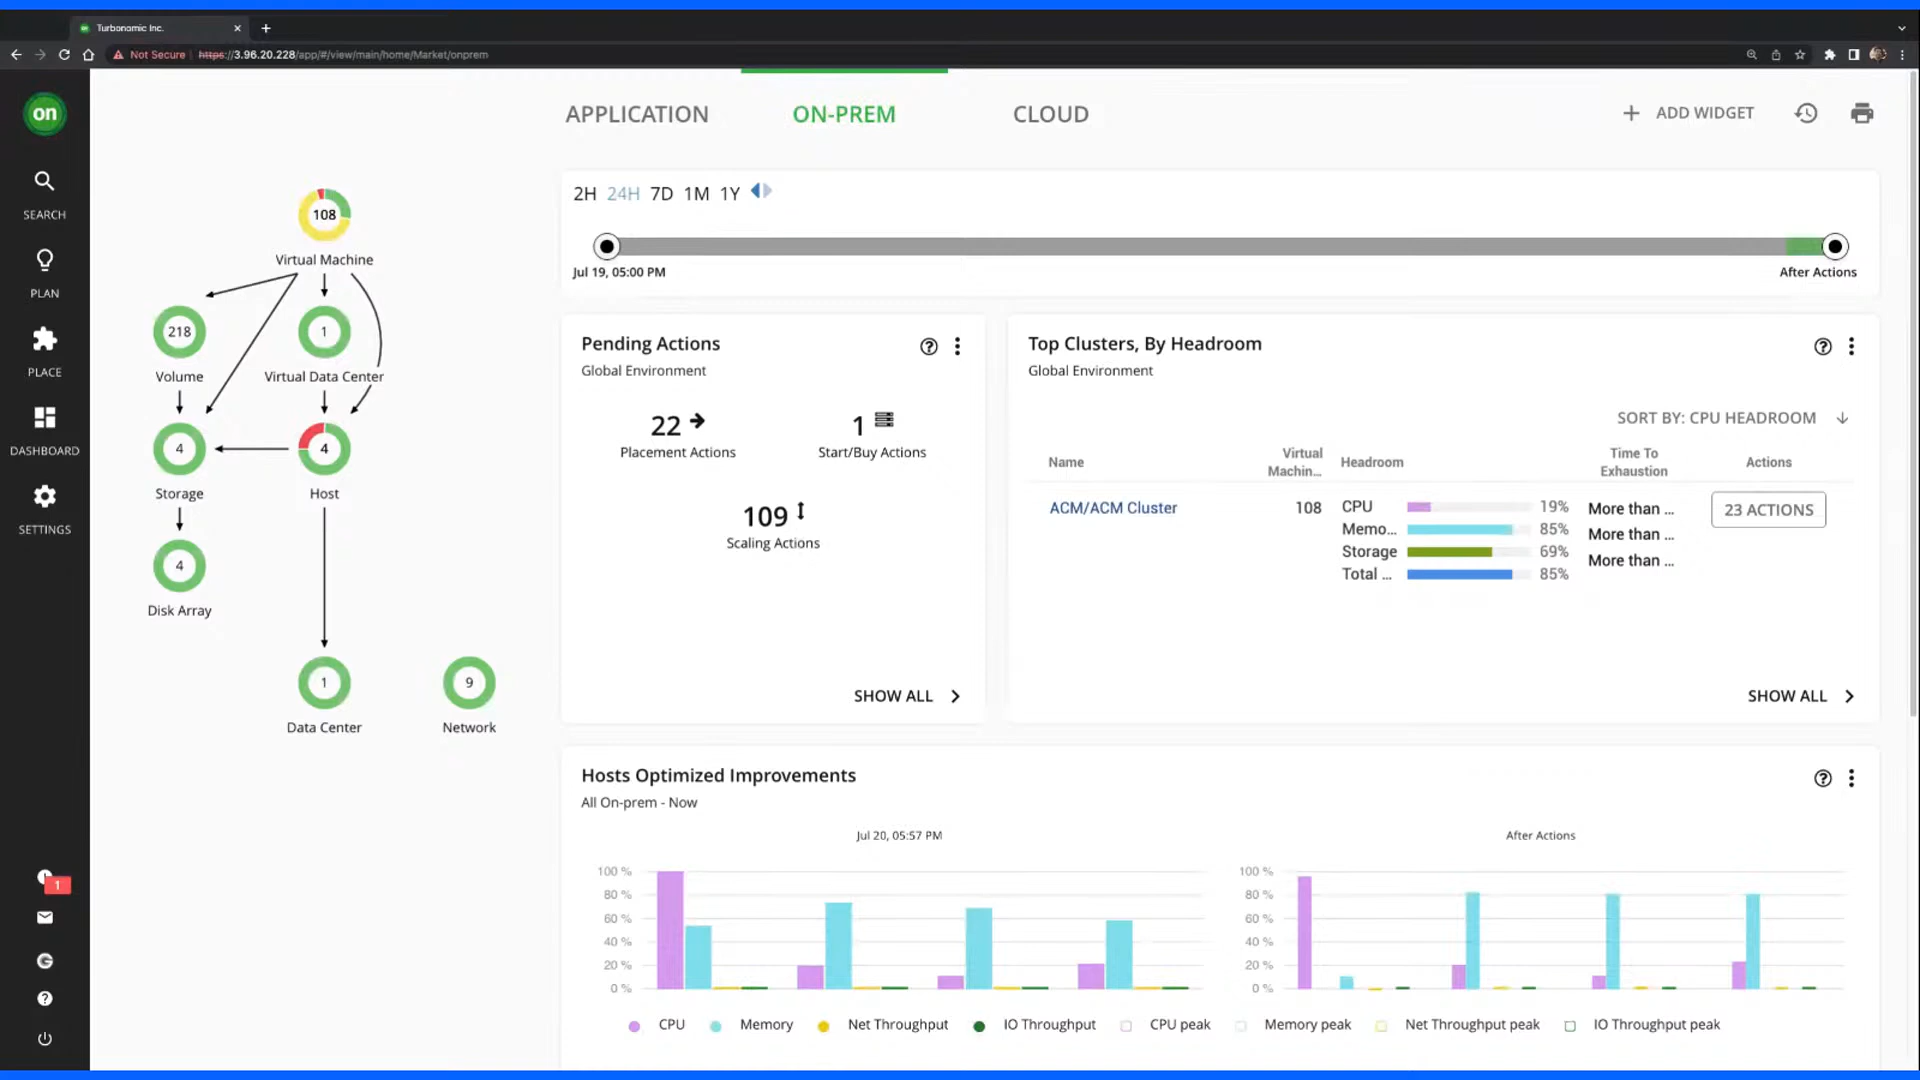 Turbonomic Inc.
Not Secure https://3.96.20.228/app/#/view/main/home/Market/onprem
on
SEARCH
PLAN
PLACE
DASHBOARD
SETTINGS
1
APPLICATION ON-PREM CLOUD
ADD WIDGET
108
Virtual Machine
218
Volume
1
Virtual Data Center
4
Storage
4
Host
4
Disk Array
1
Data Center
9
Network
2H 24H 7D 1M 1Y
Jul 19, 05:00 PM
After Actions
Pending Actions
Global Environment
22
Placement Actions
1
Start/Buy Actions
109
Scaling Actions
SHOW ALL
Top Clusters, By Headroom
Global Environment
SORT BY: CPU HEADROOM
Name
Virtual
Machin...
Headroom
Time To
Exhaustion
Actions
ACM/ACM Cluster
108
CPU 19% More than ...
Memo... 85% More than ...
Storage 69% More than ...
Total ... 85%
23 ACTIONS
SHOW ALL
Hosts Optimized Improvements
All On-prem - Now
Jul 20, 05:57 PM
100 %
80 %
60 %
40 %
20 %
0 %
After Actions
100 %
80 %
60 %
40 %
20 %
0 %
CPU Memory Net Throughput IO Throughput CPU peak Memory peak Net Throughput peak IO Throughput peak